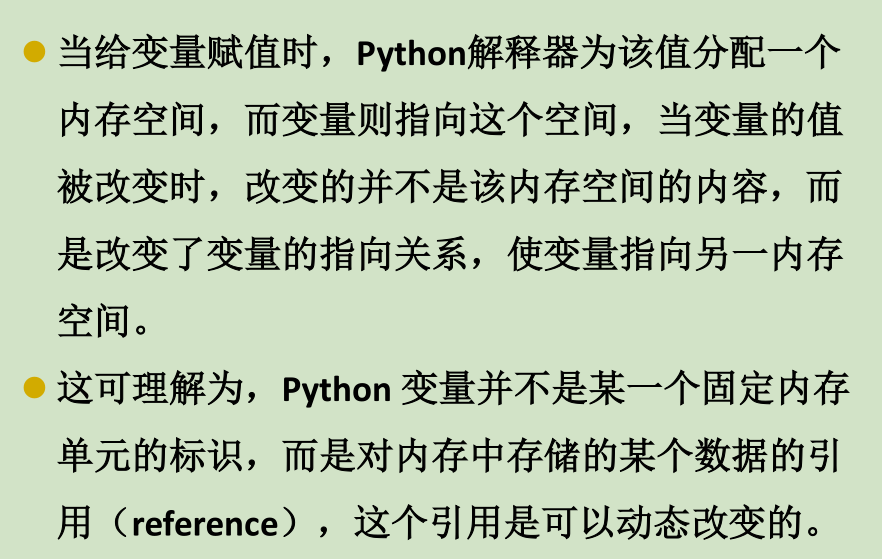 ● 当给变量赋值时，Python解释器为该值分配一个
内存空间，而变量则指向这个空间，当变量的值
被改变时，改变的并不是该内存空间的内容，而
是改变了变量的指向关系，使变量指向另一内存
空间。
● 这可理解为，Python 变量并不是某一个固定内存
单元的标识，而是对内存中存储的某个数据的引
用（reference），这个引用是可以动态改变的。